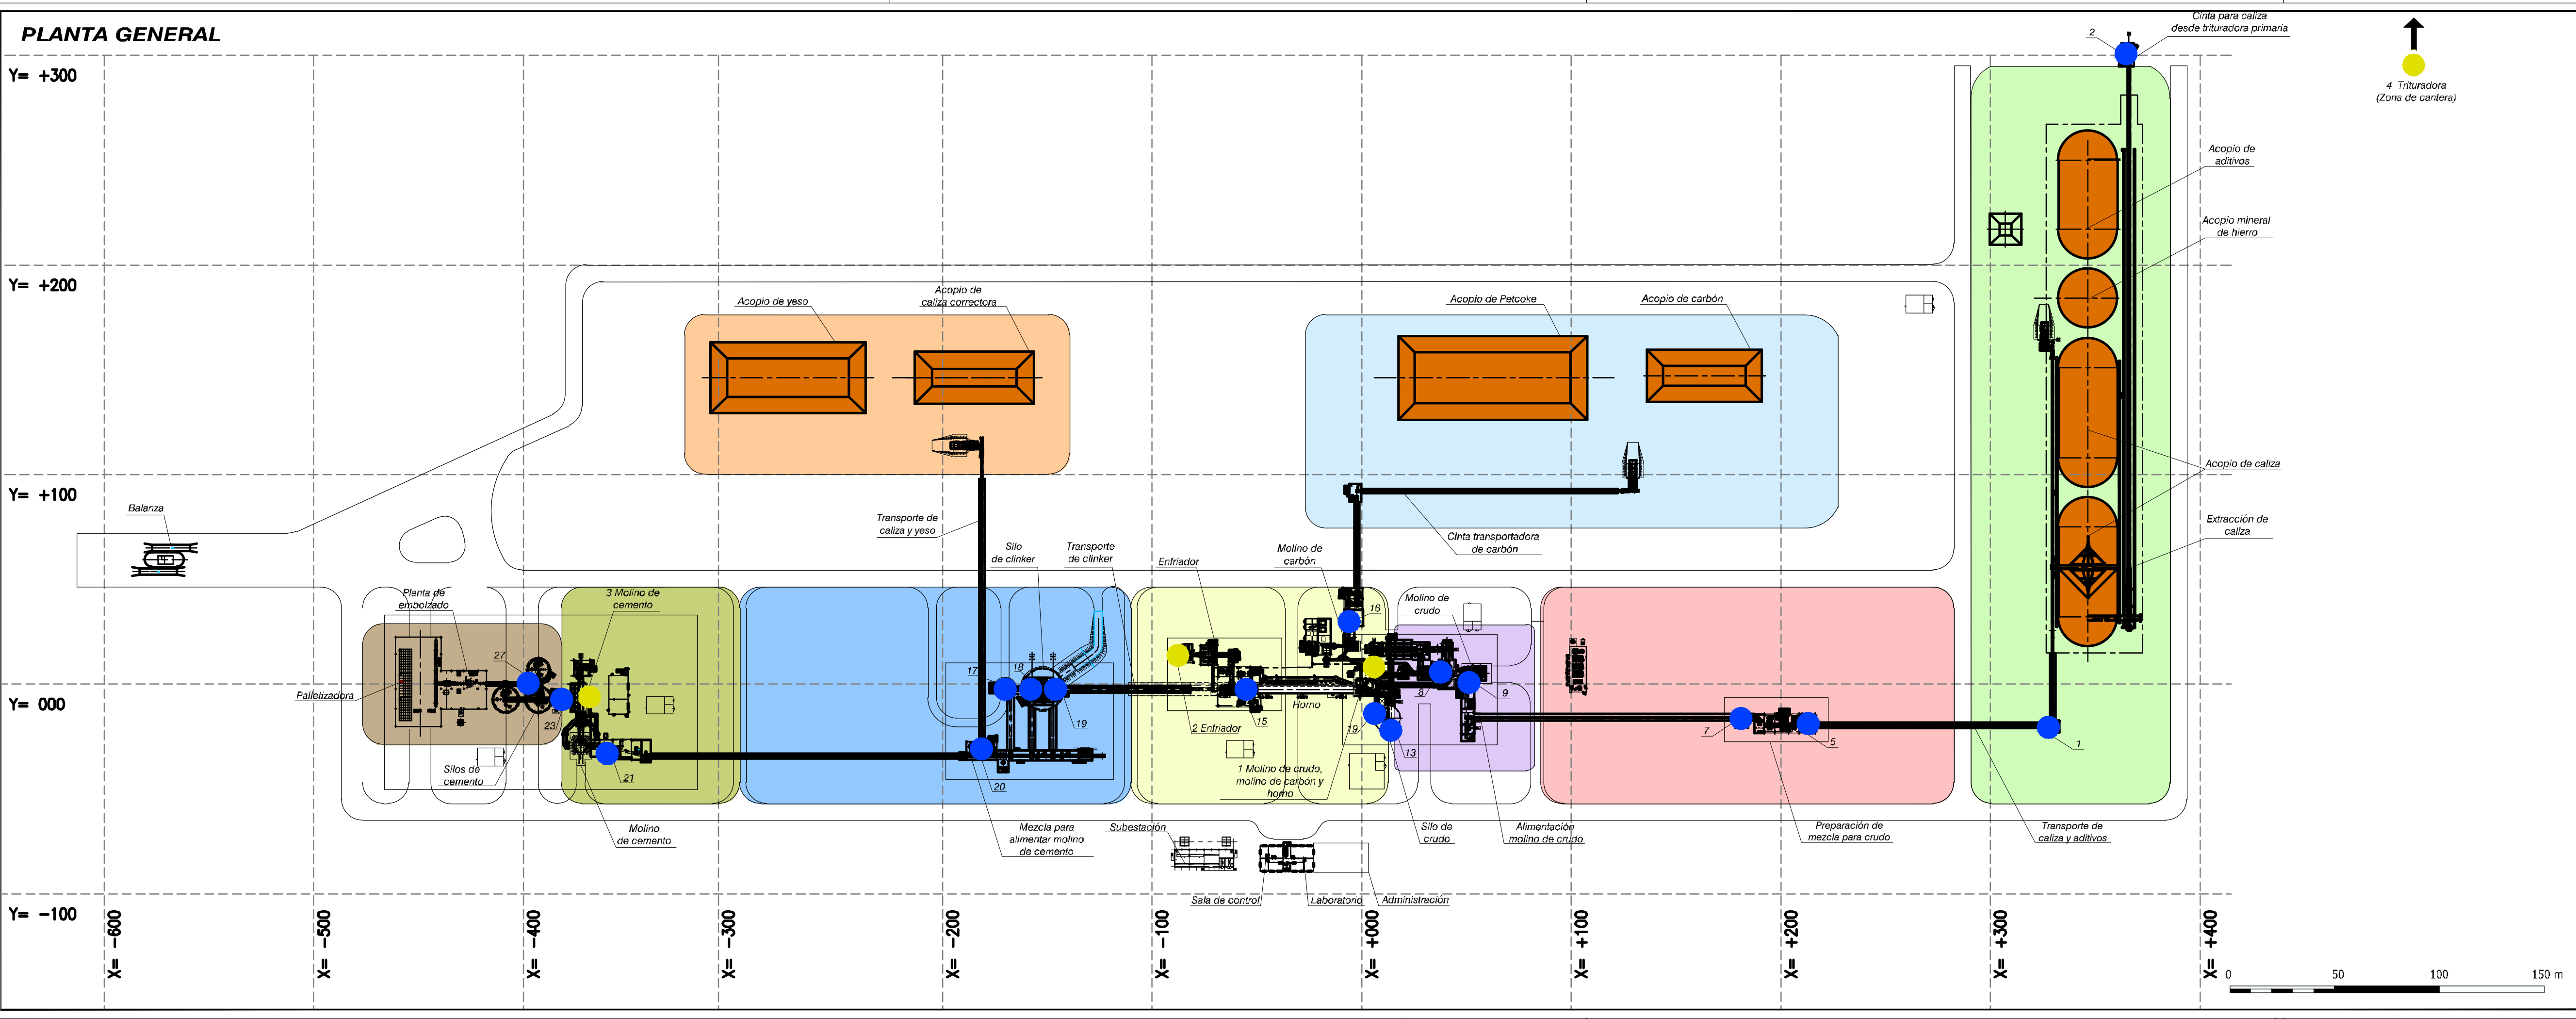 PLANTA GENERAL
Cinta para caliza
desde trituradora primaria
2
4 Trituradora
(Zona de cantera)
Y= +300
Acopio de
aditivos
Acopio mineral
de hierro
Y= +200
Acopio de yeso
Acopio de
caliza correctora
Acopio de Petcoke
Acopio de carbón
Acopio de caliza
Y= +100
Balanza
Transporte de
caliza y yeso
Silo
de clinker
Transporte
de clinker
Enfriador
Molino de
carbón
Cinta transportadora
de carbón
Extracción de
caliza
Planta de
embolzado
3 Molino de
cemento
16
Molino de
crudo
27
17
18
Palletizadora
Y= 000
23
19
2 Enfriador
15
Horno
19
8
9
13
7
5
1
Silos de
cemento
21
20
1 Molino de crudo,
molino de carbón y
horno
Molino
de cemento
Mezcla para
alimentar molino
de cemento
Subestación
Silo de
crudo
Alimentación
molino de crudo
Preparación de
mezcla para crudo
Transporte de
caliza y aditivos
Sala de control
Laboratorio
Administración
Y= -100
X= -600
X= -500
X= -400
X= -300
X= -200
X= -100
X= +000
X= +100
X= +200
X= +300
X= +400
0 50 100 150 m